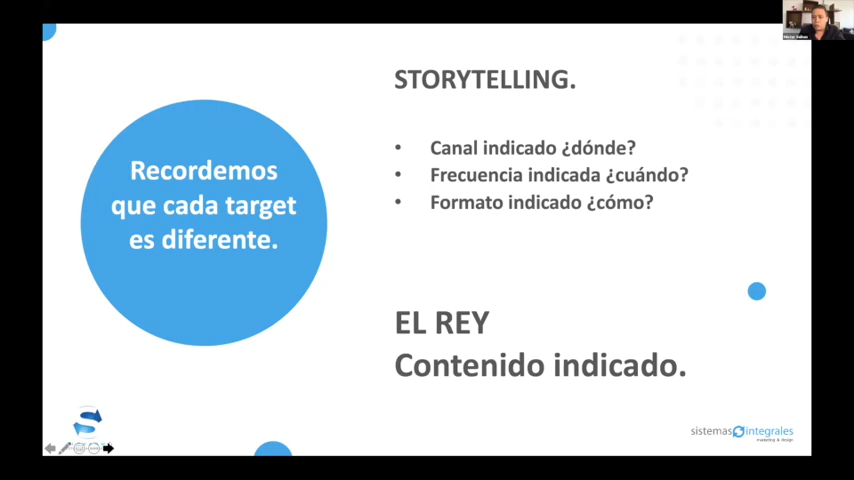 Recordemos
que cada target
es diferente.
STORYTELLING.
• Canal indicado ¿dónde?
• Frecuencia indicada ¿cuándo?
• Formato indicado ¿cómo?
EL REY
Contenido indicado.
sistemas integrales
marketing & design